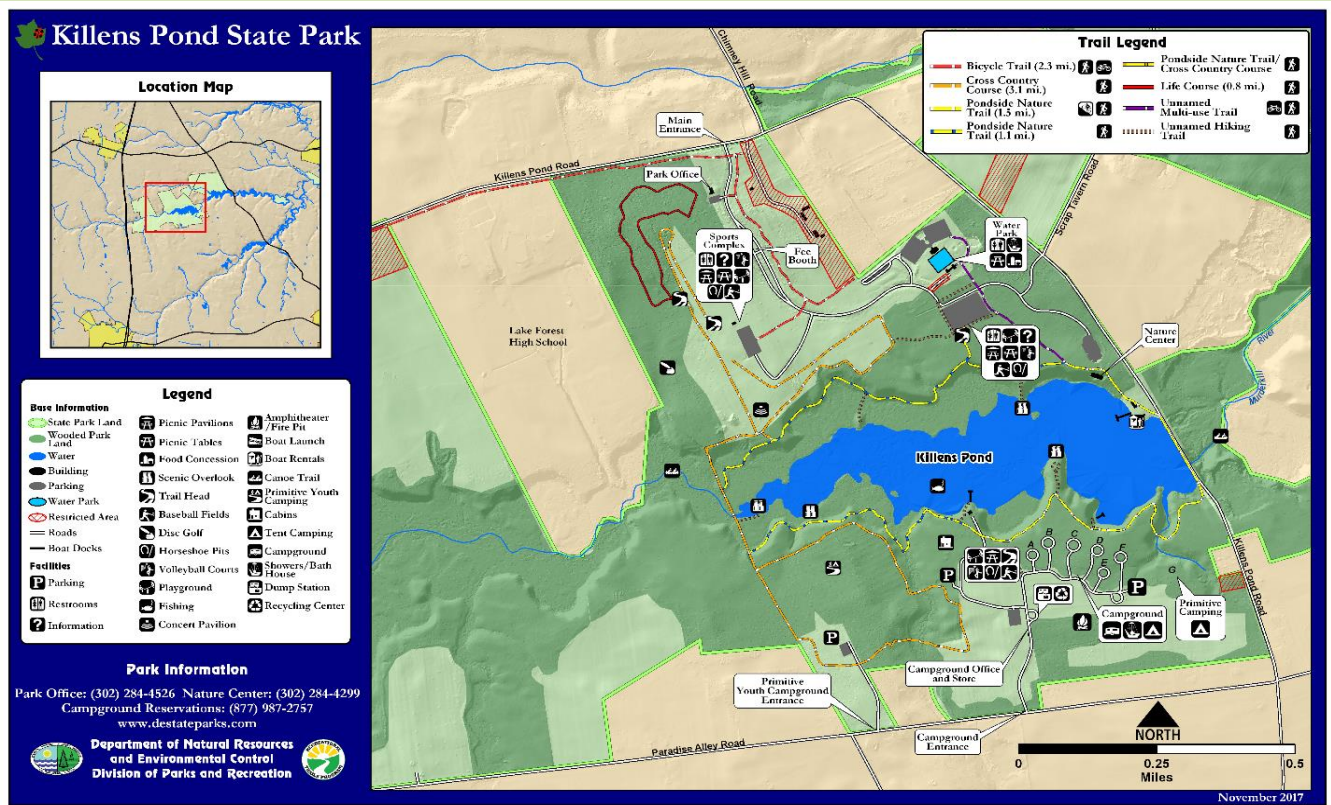 Killens Pond State Park
Location Map
Legend
Base Information
State Park Land
Wooded Park
Land
Water
Building
Parking
Water Park
Restricted Area
Roads
Boat Docks
Facilities
P Parking
Restrooms
? Information
Picnic Pavilions
Picnic Tables
Food Concession
Scenic Overlook
Trail Head
Baseball Fields
Disc Golf
Horseshoe Pits
Volleyball Courts
Playground
Fishing
Concert Pavilion
Amphitheater
/Fire Pit
Boat Launch
Boat Rentals
Canoe Trail
Primitive Youth
Camping
Cabins
Tent Camping
Campground
Showers/Bath
House
Dump Station
Recycling Center
Park Information
Park Office: (302) 284-4526 Nature Center: (302) 284-4299
Campground Reservations: (877) 987-2757
www.destateparks.com
Department of Natural Resources
and Environmental Control
Division of Parks and Recreation
Trail Legend
Bicycle Trail (2.3 mi.)
Cross Country
Course (3.1 mi.)
Pondside Nature
Trail (1.5 mi.)
Pondside Nature
Trail (1.1 mi.)
Pondside Nature Trail/
Cross Country Course
Life Course (0.8 mi.)
Unnamed
Multi-use Trail
Unnamed Hiking
Trail
Chimney Hill Road
Main
Entrance
Killens Pond Road
Park Office
Scrap Tavern Road
Sports
Complex
?
Fee
Booth
Water
Park
Lake Forest
High School
?
Nature
Center
River
Murderkill
Killens Pond
A
B
C
D
E
F
G
P
P
P
Killens Pond Road
Campground
Primitive
Camping
Campground Office
and Store
Primitive
Youth Campground
Entrance
Campground
Entrance
Paradise Alley Road
NORTH
0
0.25
0.5
Miles
November 2017